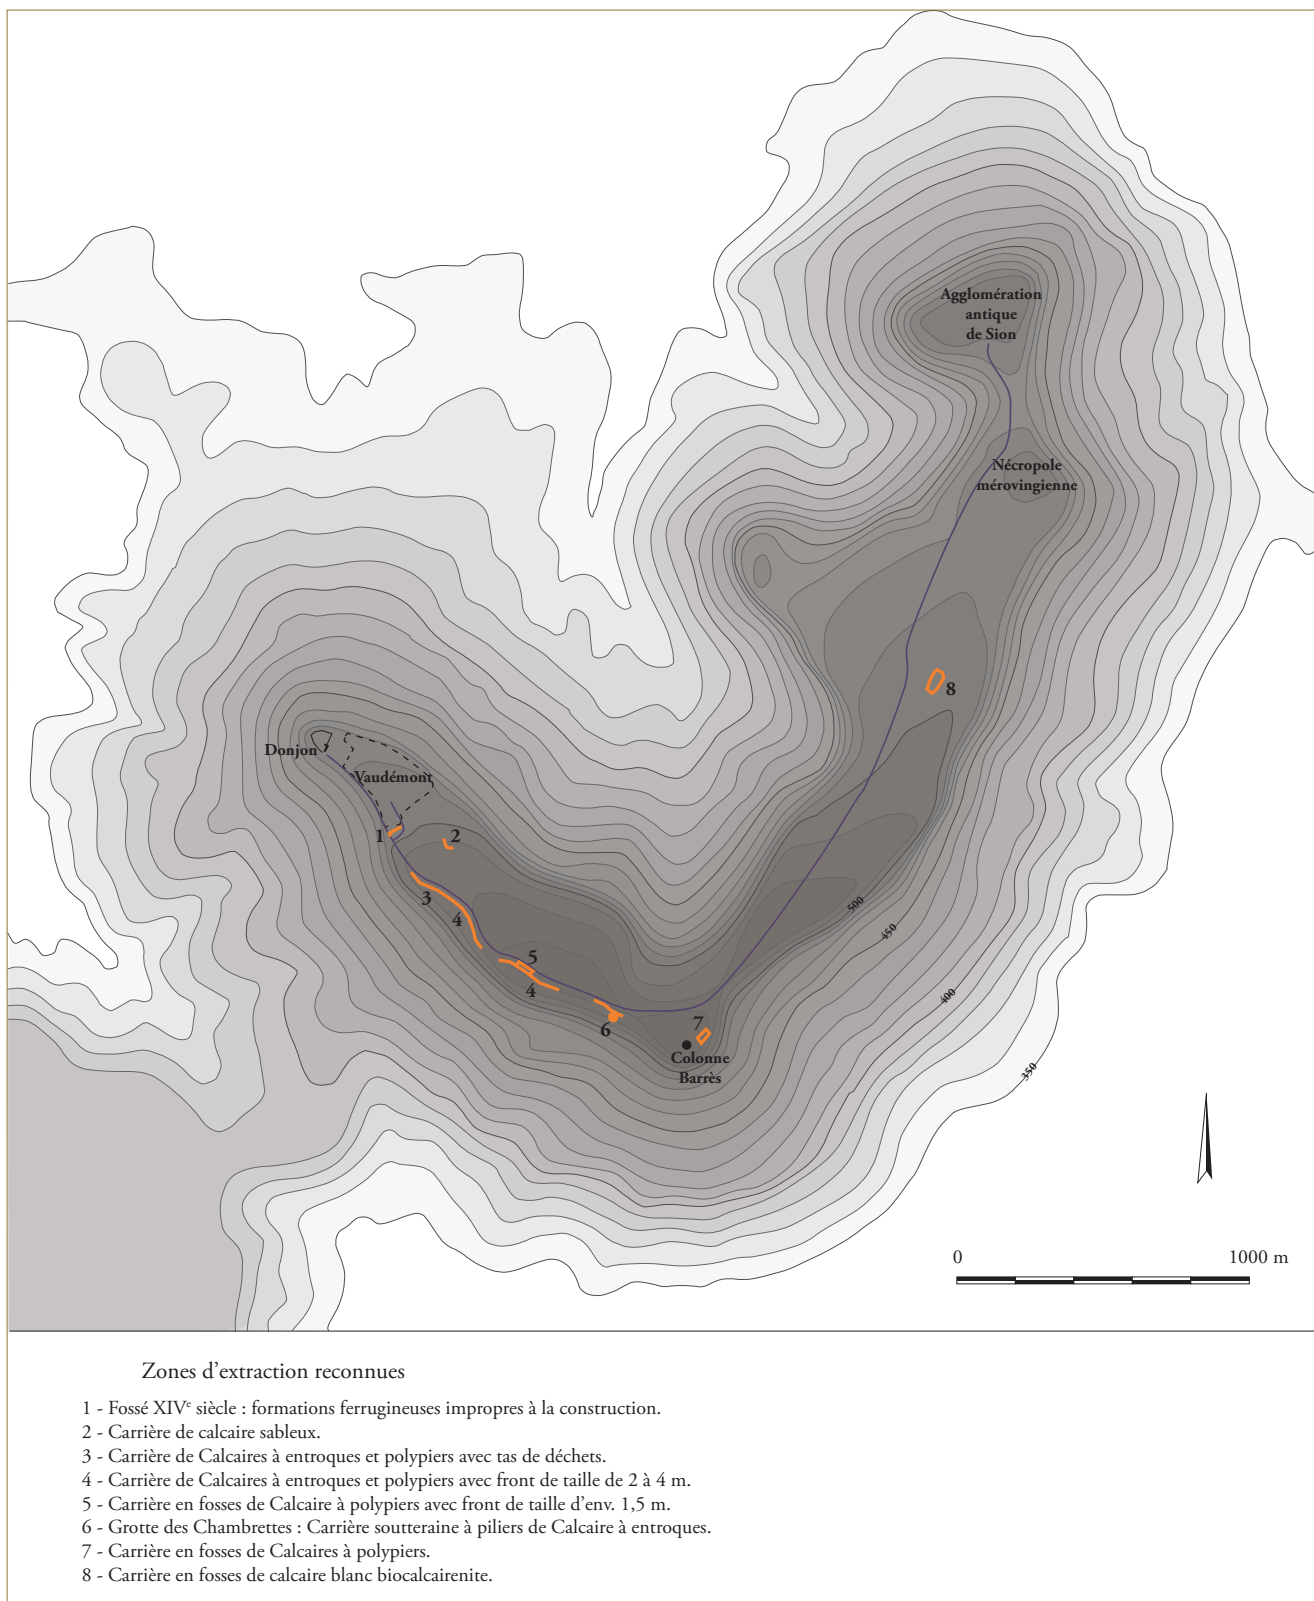 Agglomération
antique
de Sion
Nécropole
mérovingienne
8
Donjon
Vaudémont
1
2
3
4
5
4
6
7
Colonne
Barrès
500
450
400
350
0 1000 m
Zones d’extraction reconnues
1 - Fossé XIVe siècle : formations ferrugineuses impropres à la construction.
2 - Carrière de calcaire sableux.
3 - Carrière de Calcaires à entroques et polypiers avec tas de déchets.
4 - Carrière de Calcaires à entroques et polypiers avec front de taille de 2 à 4 m.
5 - Carrière en fosses de Calcaire à polypiers avec front de taille d’env. 1,5 m.
6 - Grotte des Chambrettes : Carrière soutteraine à piliers de Calcaire à entroques.
7 - Carrière en fosses de Calcaires à polypiers.
8 - Carrière en fosses de calcaire blanc biocalcairenite.